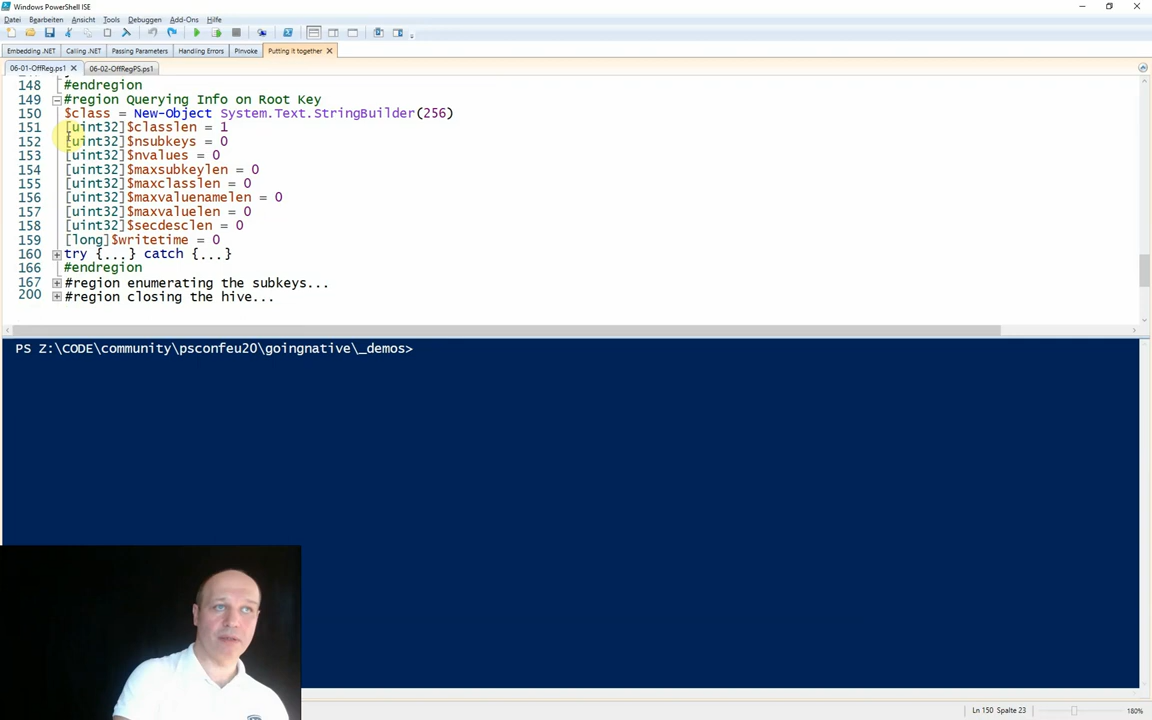 Windows PowerShell ISE
Datei Bearbeiten Ansicht Tools Debuggen Add-Ons Hilfe
Embedding .NET Calling .NET Passing Parameters Handling Errors PInvoke Putting it together
06-01-OffReg.ps1 06-02-OffRegPS.ps1
148 #endregion
149 #region Querying Info on Root Key
150 $class = New-Object System.Text.StringBuilder(256)
151 [uint32]$classlen = 1
152 [uint32]$nsubkeys = 0
153 [uint32]$nvalues = 0
154 [uint32]$maxsubkeylen = 0
155 [uint32]$maxclasslen = 0
156 [uint32]$maxvaluenamelen = 0
157 [uint32]$maxvaluelen = 0
158 [uint32]$secdesclen = 0
159 [long]$writetime = 0
160 try {...} catch {...}
166 #endregion
167 #region enumerating the subkeys...
200 #region closing the hive...
PS Z:\CODE\community\psconfeu20\goingnative\_demos>
Ln 150 Spalte 23 180%